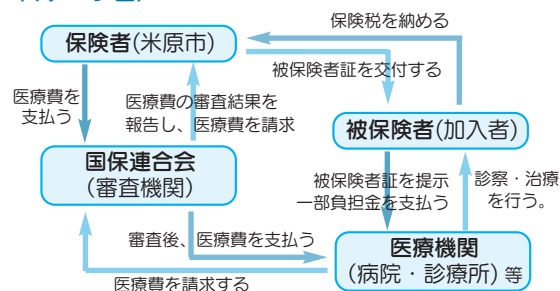 保険税を納める
保険者(米原市)
被保険者証を交付する
医療費を
支払う
医療費の審査結果を
報告し、医療費を請求
被保険者(加入者)
国保連合会
(審査機関)
被保険者証を提示
一部負担金を支払う
診察・治療
を行う。
審査後、医療費を支払う
医療機関
(病院・診療所)等
医療費を請求する